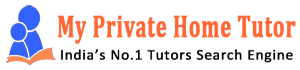 My Private Home Tutor
India's No.1 Tutors Search Engine